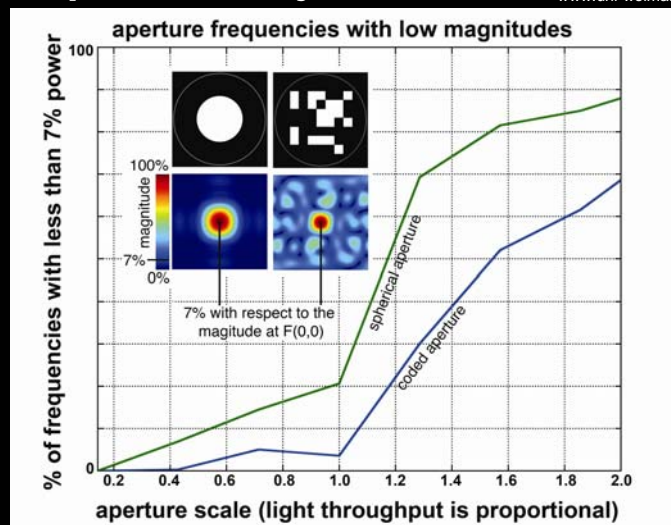 aperture frequencies with low magnitudes
100
% of frequencies with less than 7% power
0
100%
magnitude
7%
0%
7% with respect to the
magitude at F(0,0)
spherical aperture
coded aperture
0.2 0.4 0.6 0.8 1.0 1.2 1.4 1.6 1.8 2.0
aperture scale (light throughput is proportional)